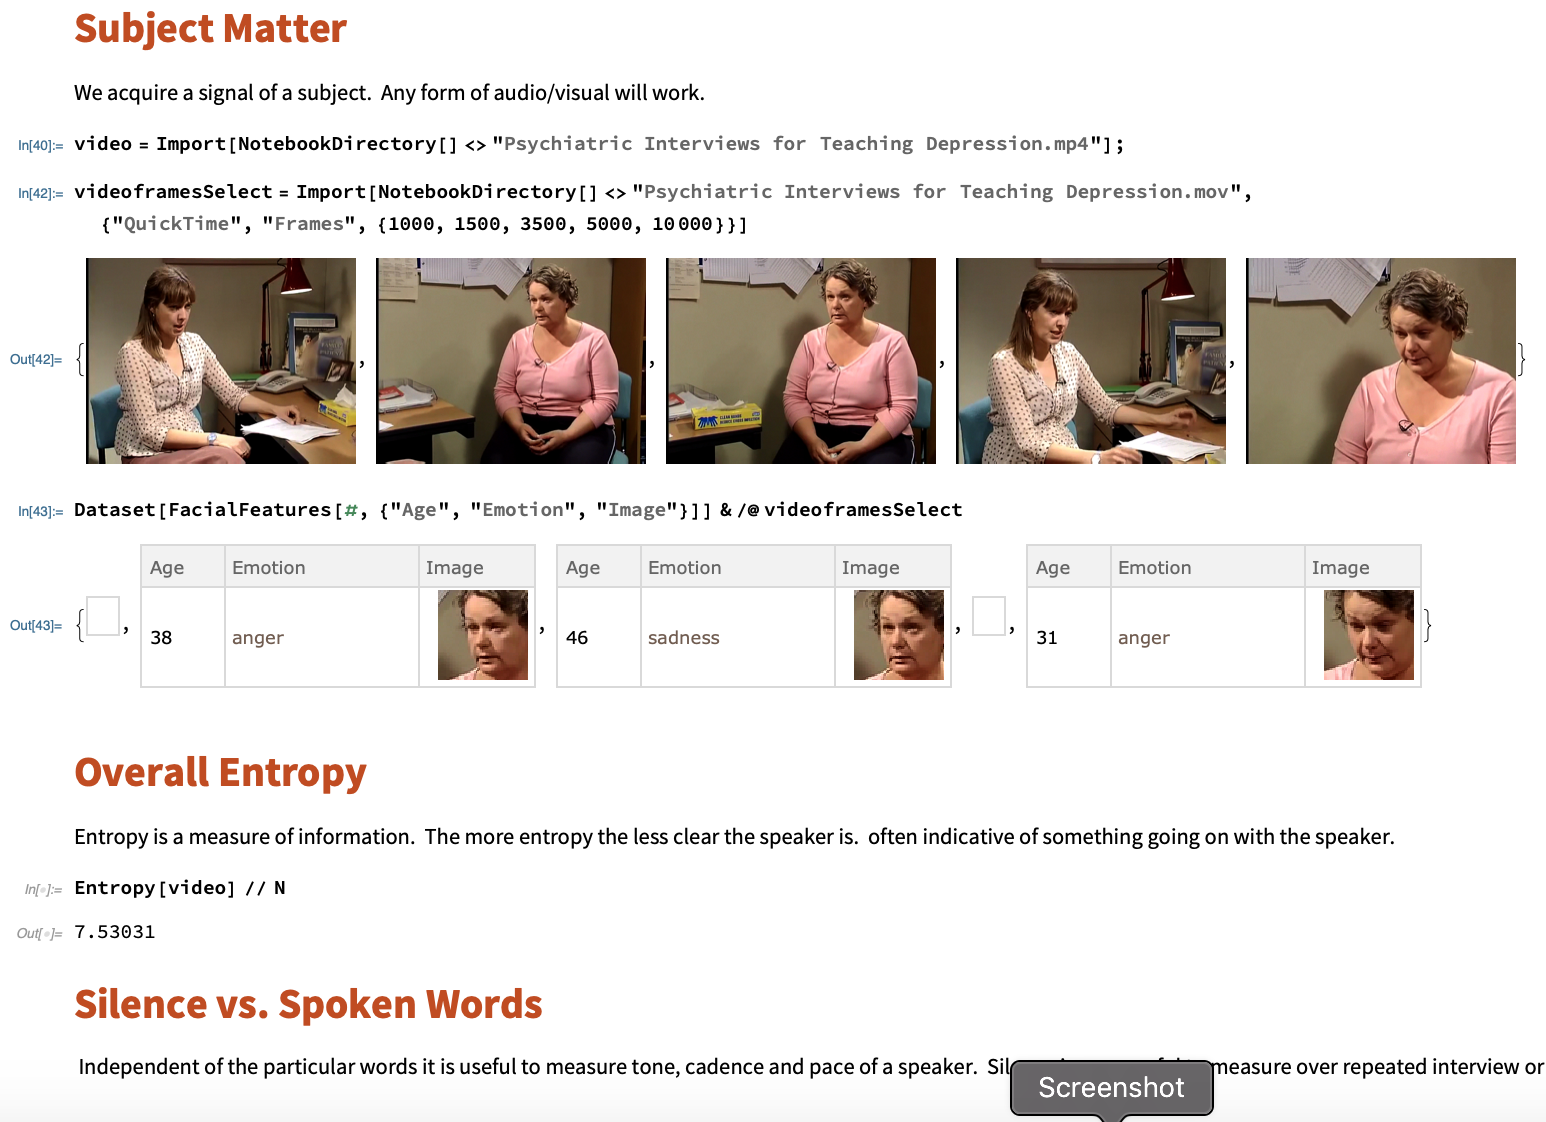 Subject Matter
We acquire a signal of a subject.  Any form of audio/visual will work.
In[40]:= video = Import[NotebookDirectory[] <> "Psychiatric Interviews for Teaching Depression.mp4"];
In[42]:= videoframesSelect = Import[NotebookDirectory[] <> "Psychiatric Interviews for Teaching Depression.mov",
{"QuickTime", "Frames", {1000, 1500, 3500, 5000, 10000}}]
Out[42]= { , , , , }
In[43]:= Dataset[FacialFeatures[#, {"Age", "Emotion", "Image"}]] & /@ videoframesSelect
Age Emotion Image Age Emotion Image Age Emotion Image
Out[43]= { , 38 anger , 46 sadness , , 31 anger }
Overall Entropy
Entropy is a measure of information.  The more entropy the less clear the speaker is.  often indicative of something going on with the speaker.
In[•]:= Entropy[video] // N
Out[•]= 7.53031
Silence vs. Spoken Words
Independent of the particular words it is useful to measure tone, cadence and pace of a speaker. measure over repeated interview or
Screenshot